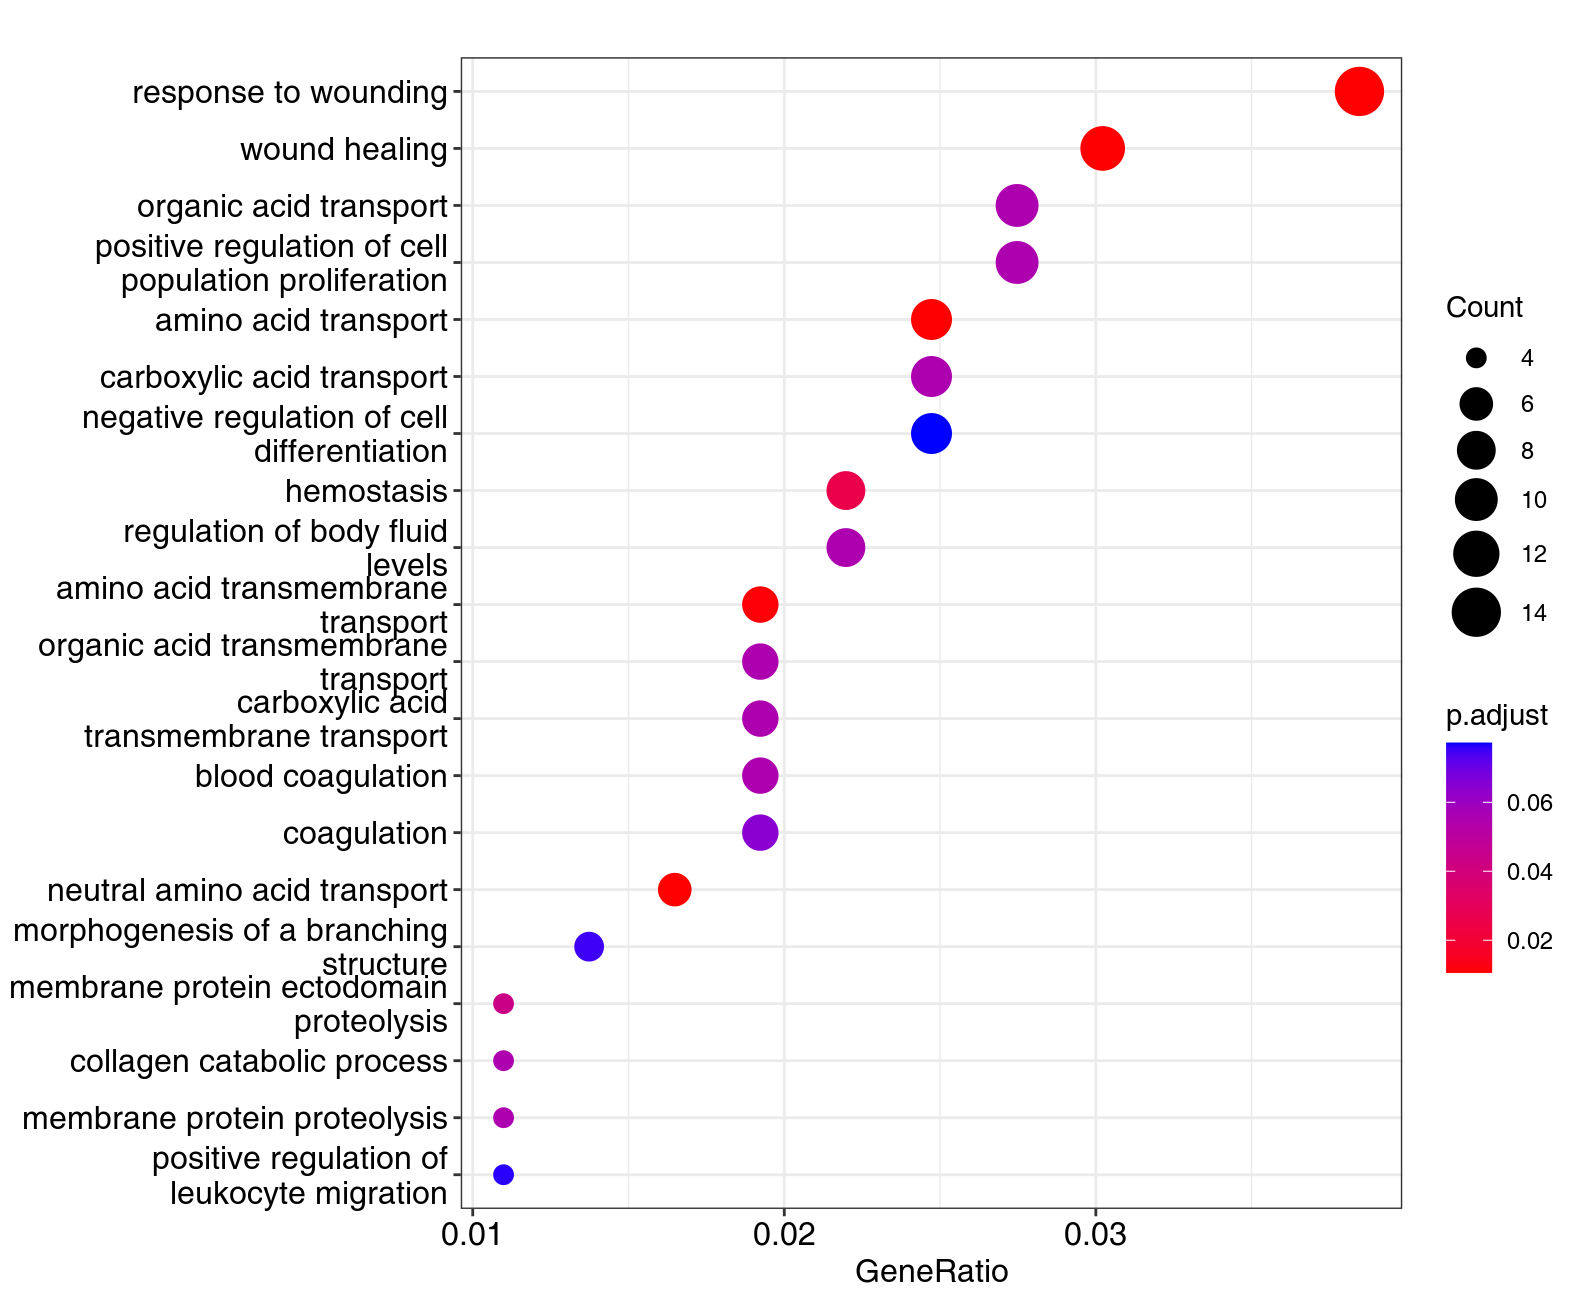 response to wounding
wound healing
organic acid transport
positive regulation of cell
population proliferation
amino acid transport
carboxylic acid transport
negative regulation of cell
differentiation
hemostasis
regulation of body fluid
levels
amino acid transmembrane
transport
organic acid transmembrane
transport
carboxylic acid
transmembrane transport
blood coagulation
coagulation
neutral amino acid transport
morphogenesis of a branching
structure
membrane protein ectodomain
proteolysis
collagen catabolic process
membrane protein proteolysis
positive regulation of
leukocyte migration
0.01
0.02
0.03
GeneRatio
Count
4
6
8
10
12
14
p.adjust
0.06
0.04
0.02